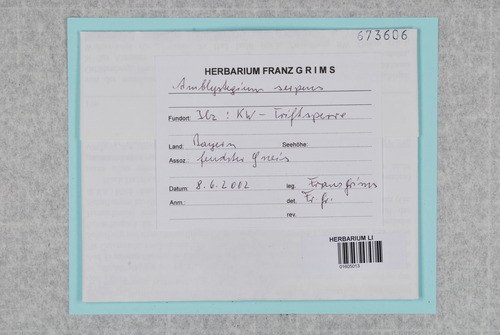 673606
HERBARIUM FRANZ GRIMS
Amblystegium serpens
Fundort: Ilz : KW - Triftsperre
Land: Bayern Seehöhe:
Assoz.: feuchter Gneis
Datum: 8.6.2002 leg. Franz Grims
Anm.: det. Fr. Gr.
rev.
HERBARIUM LI
01605013